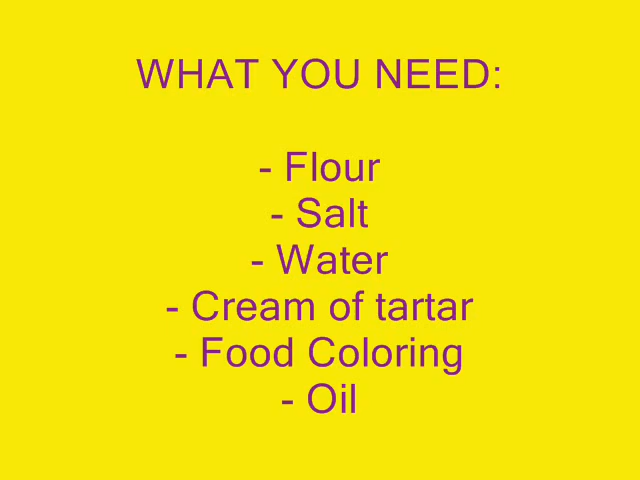 WHAT YOU NEED:
- Flour
- Salt
- Water
- Cream of tartar
- Food Coloring
- Oil